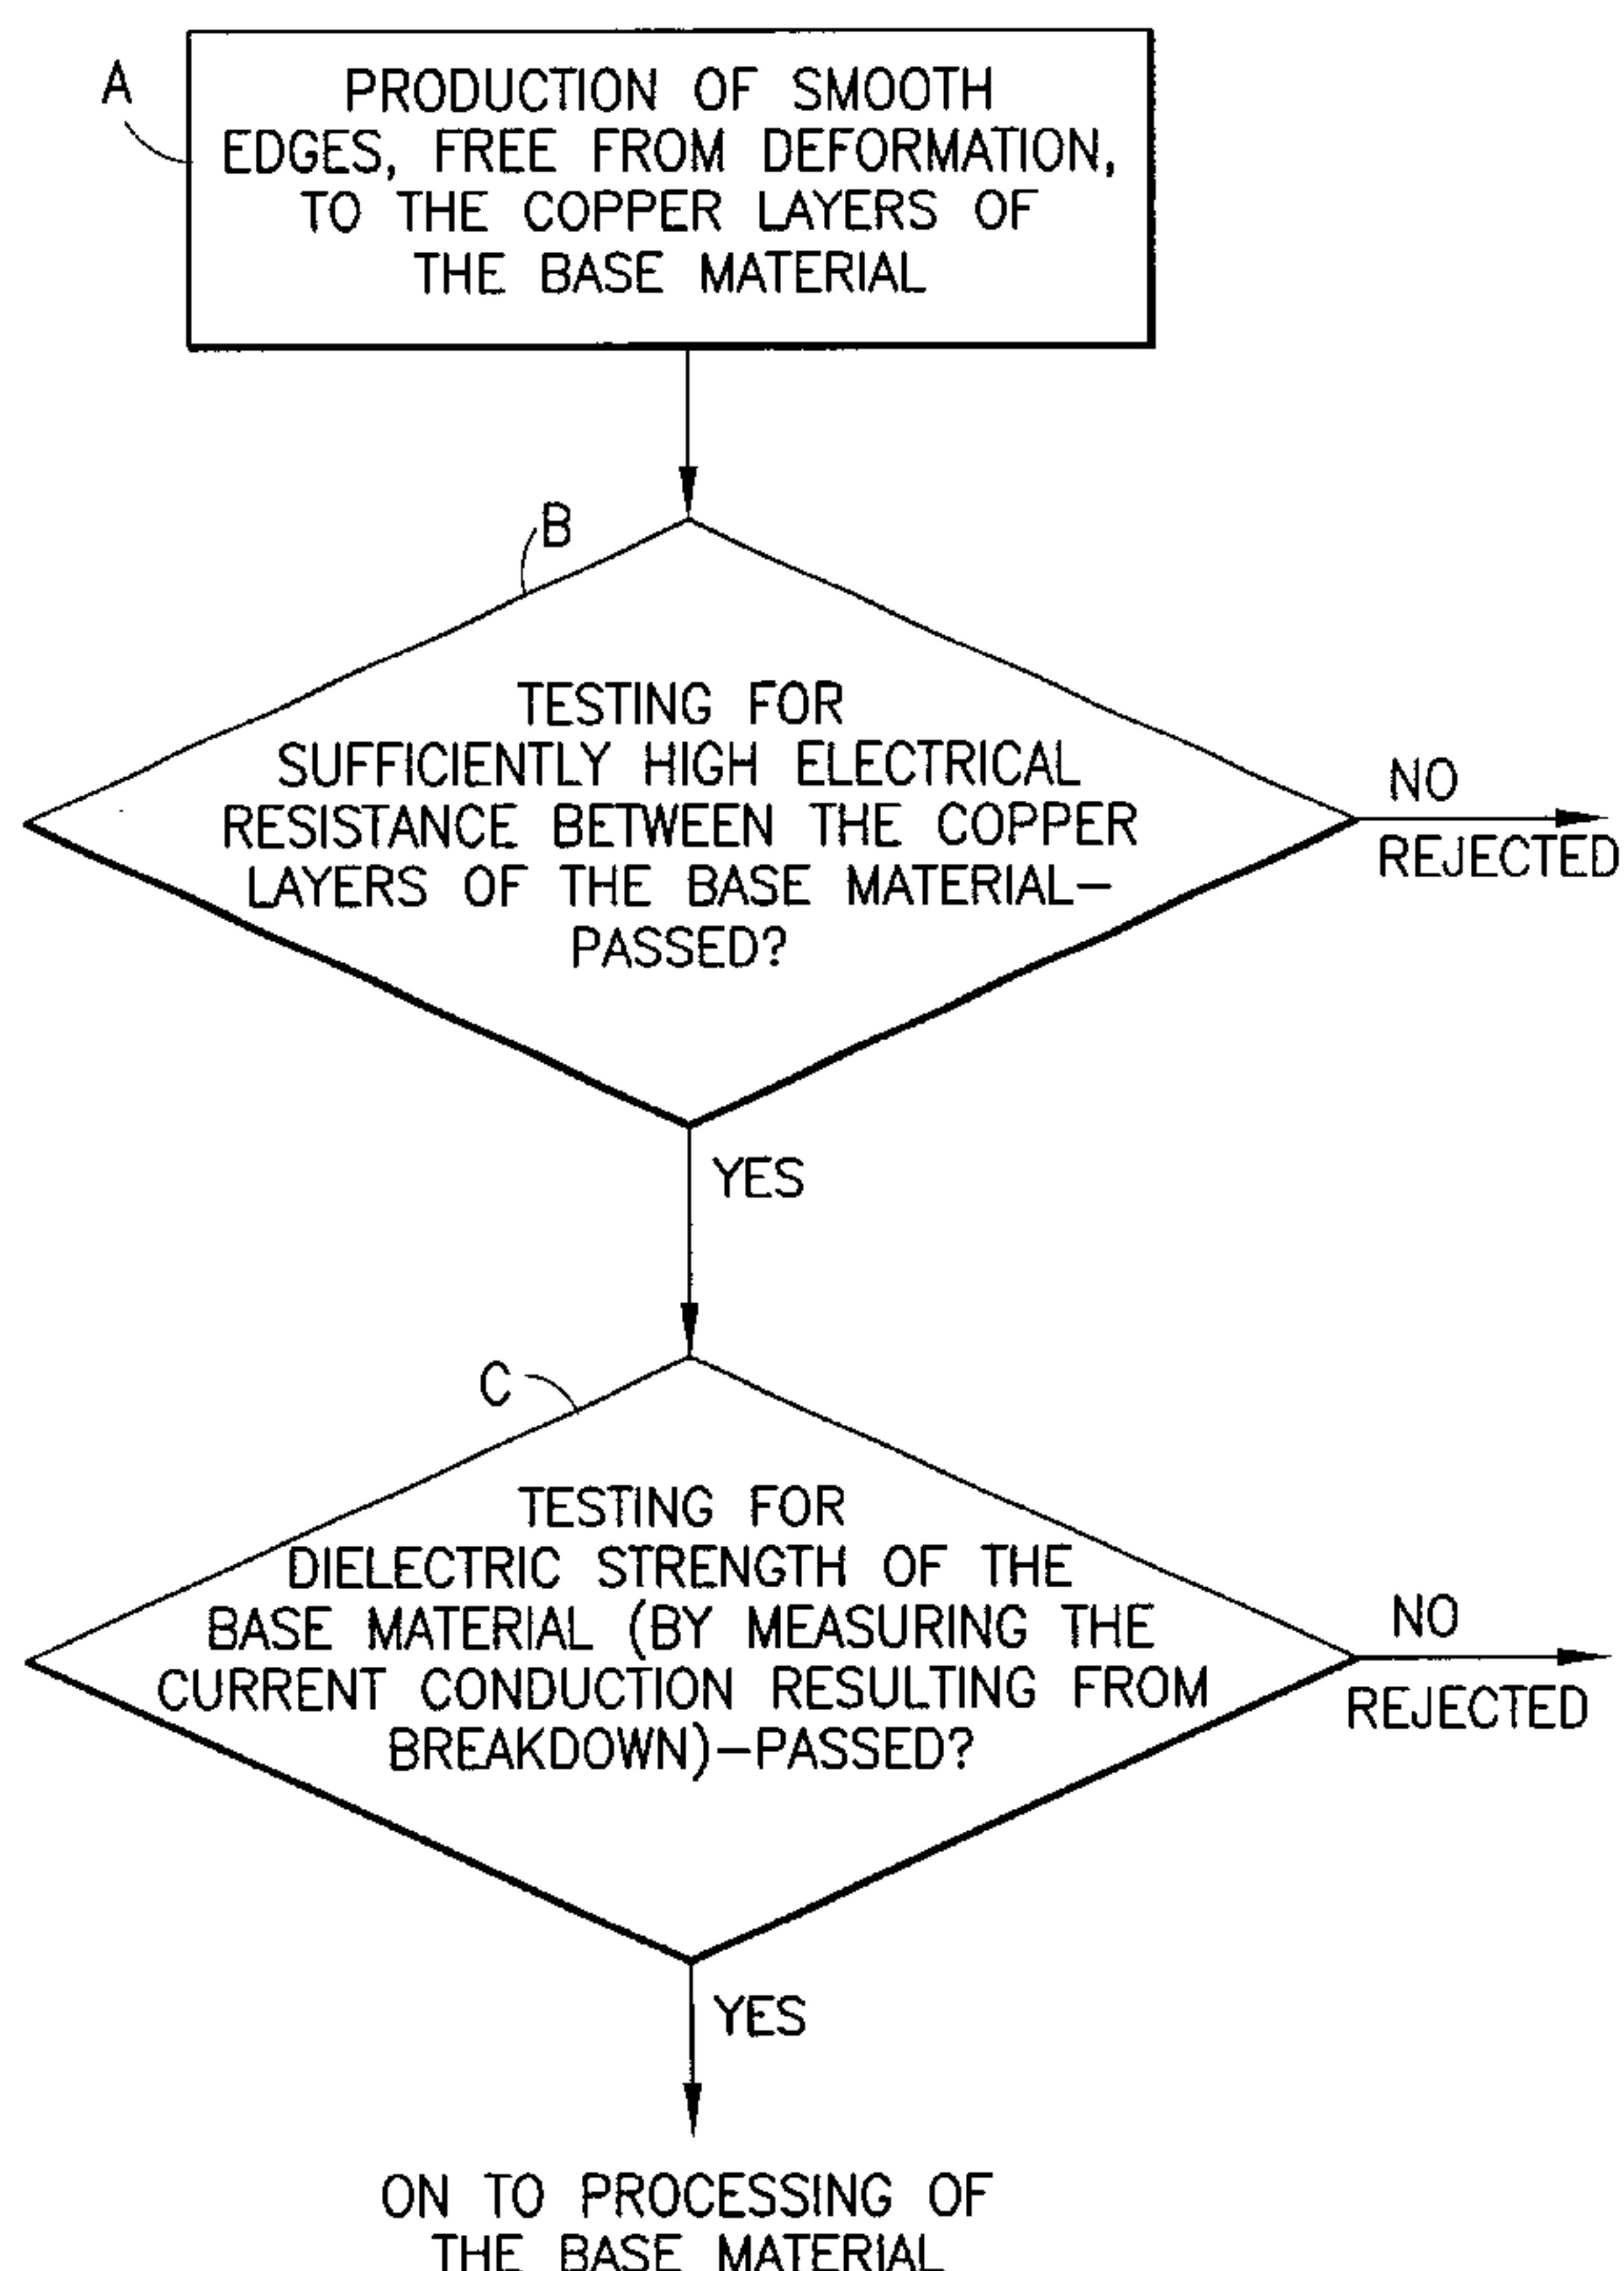 A
PRODUCTION OF SMOOTH
EDGES, FREE FROM DEFORMATION,
TO THE COPPER LAYERS OF
THE BASE MATERIAL
B
TESTING FOR
SUFFICIENTLY HIGH ELECTRICAL
RESISTANCE BETWEEN THE COPPER
LAYERS OF THE BASE MATERIAL—
PASSED?
NO
REJECTED
YES
C
TESTING FOR
DIELECTRIC STRENGTH OF THE
BASE MATERIAL (BY MEASURING THE
CURRENT CONDUCTION RESULTING FROM
BREAKDOWN)—PASSED?
NO
REJECTED
YES
ON TO PROCESSING OF
THE BASE MATERIAL